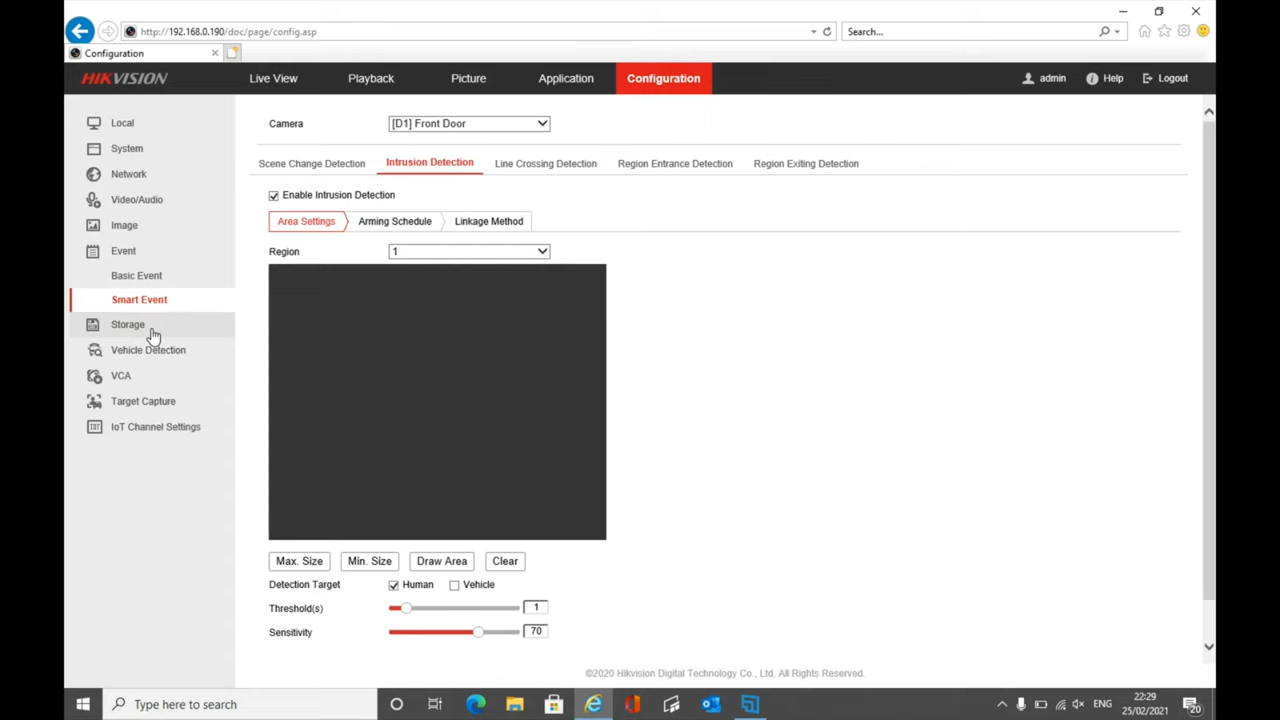 http://192.168.0.190/doc/page/config.asp
Search...
Configuration
HIKVISION
Live View
Playback
Picture
Application
Configuration
admin
Help
Logout
Local
System
Network
Video/Audio
Image
Event
Basic Event
Smart Event
Storage
Vehicle Detection
VCA
Target Capture
IoT Channel Settings
Camera
[D1] Front Door
Scene Change Detection
Intrusion Detection
Line Crossing Detection
Region Entrance Detection
Region Exiting Detection
Enable Intrusion Detection
Area Settings
Arming Schedule
Linkage Method
Region
1
Max. Size
Min. Size
Draw Area
Clear
Detection Target
Human
Vehicle
Threshold(s)
1
Sensitivity
70
©2020 Hikvision Digital Technology Co., Ltd. All Rights Reserved.
Type here to search
ENG
22:29
25/02/2021
20